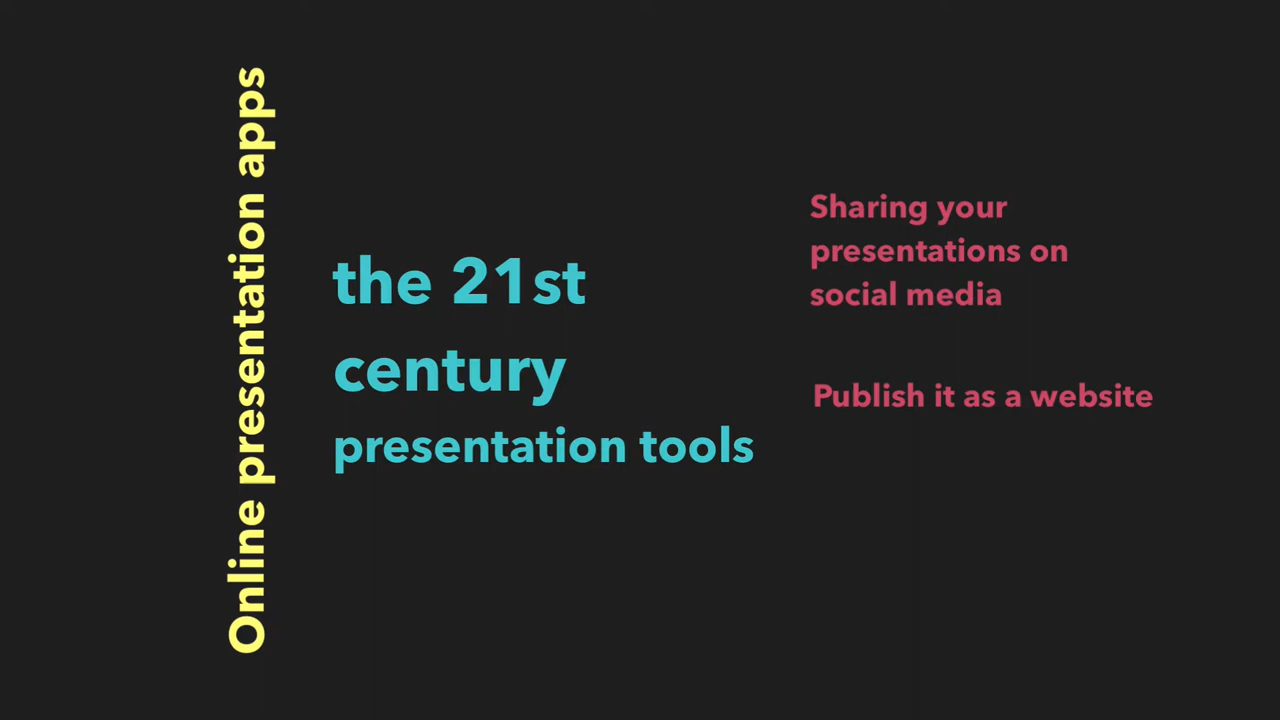 Online presentation apps
the 21st
century
presentation tools
Sharing your
presentations on
social media
Publish it as a website